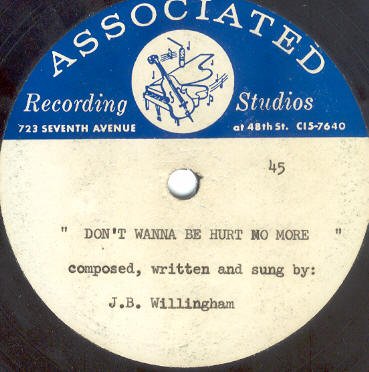 ASSOCIATED
Recording Studios
723 SEVENTH AVENUE at 48th St. CI5-7640
45
" DON'T WANNA BE HURT NO MORE "
composed, written and sung by:
J.B. Willingham